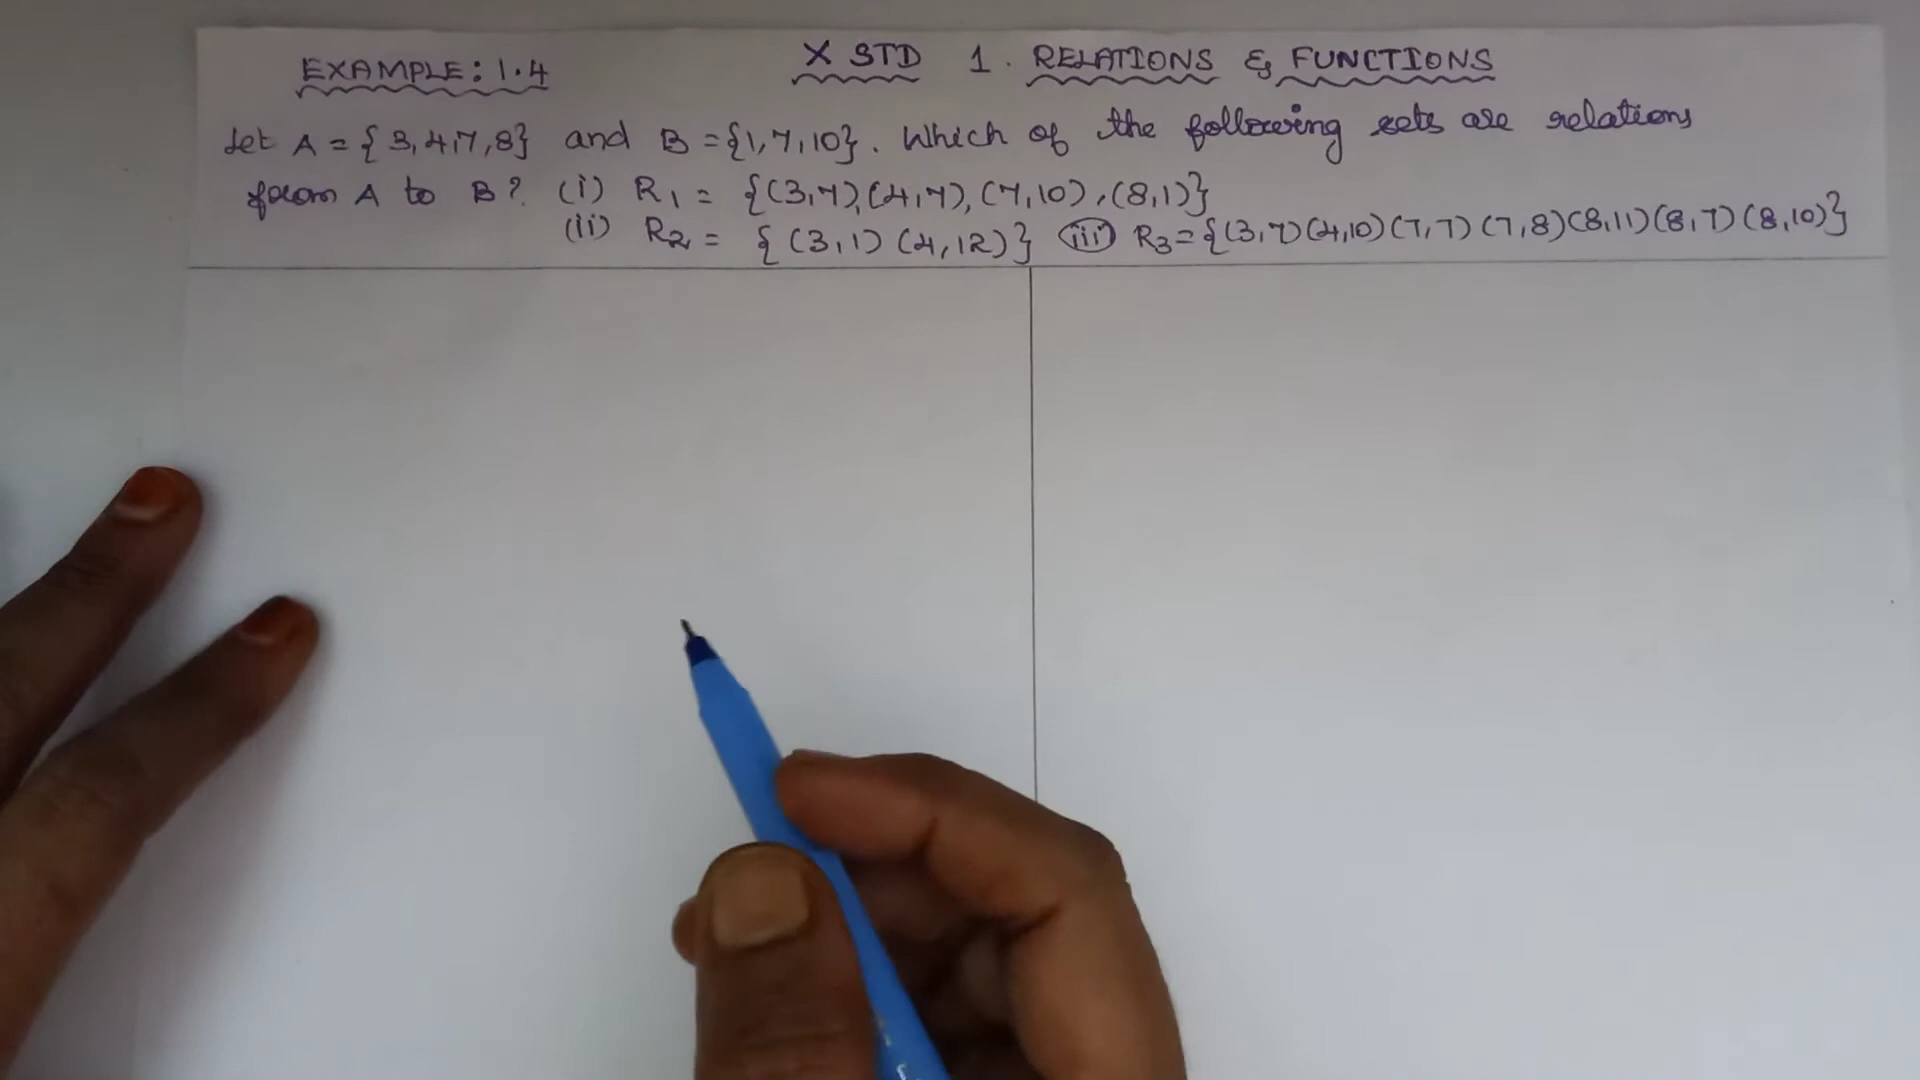 EXAMPLE: 1.4 X STD 1. RELATIONS & FUNCTIONS
Let A = {3,4,7,8} and B = {1,7,10}. Which of the following sets are relations
from A to B? (i) R1 = {(3,7),(4,7),(7,10),(8,1)}
(ii) R2 = {(3,1)(4,12)} (iii) R3={(3,7)(4,10)(7,7)(7,8)(8,11)(8,7)(8,10)}